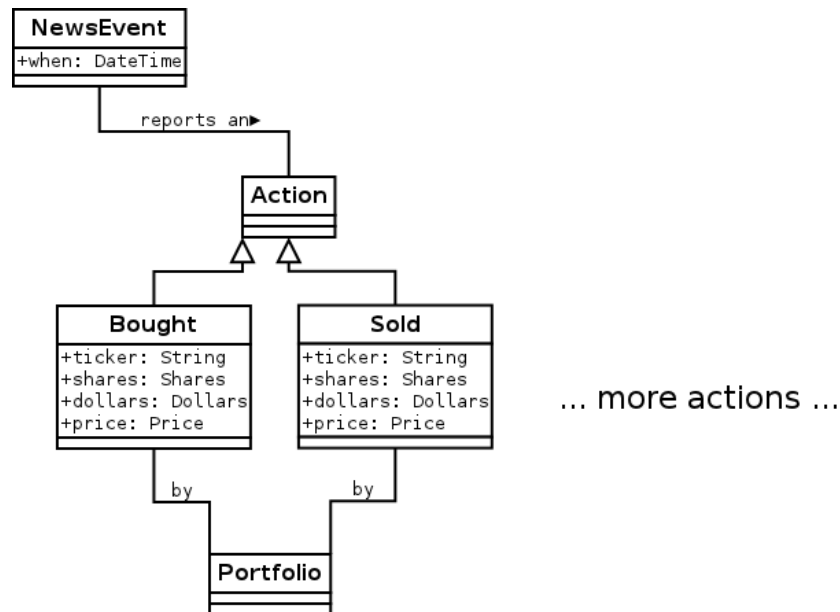 NewsEvent
+when: DateTime
reports an►
Action
Bought
+ticker: String
+shares: Shares
+dollars: Dollars
+price: Price
Sold
+ticker: String
+shares: Shares
+dollars: Dollars
+price: Price
... more actions ...
by
by
Portfolio